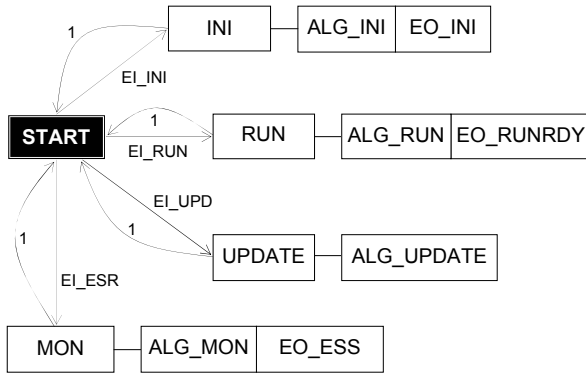 1
INI
ALG_INI
EO_INI
EI_INI
START
1
EI_RUN
RUN
ALG_RUN
EO_RUNRDY
EI_UPD
1
1
EI_ESR
UPDATE
ALG_UPDATE
MON
ALG_MON
EO_ESS